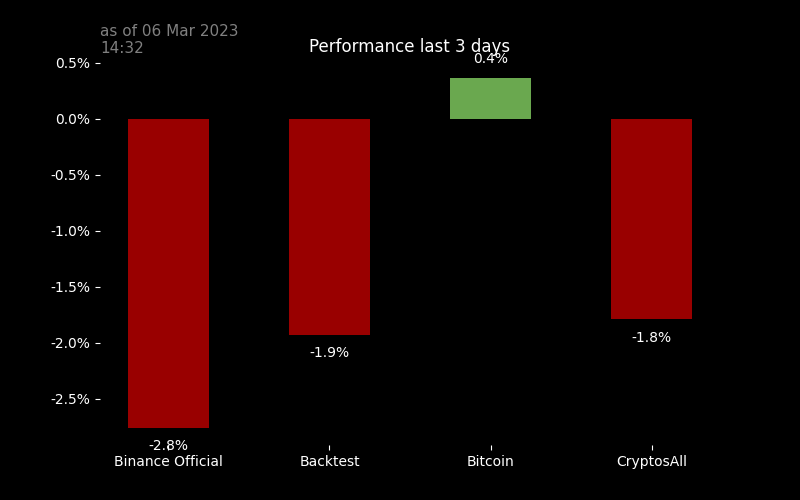 as of 06 Mar 2023
14:32
Performance last 3 days
0.5%
0.0%
-0.5%
-1.0%
-1.5%
-2.0%
-2.5%
0.4%
-2.8%
-1.9%
-1.8%
Binance Official
Backtest
Bitcoin
CryptosAll